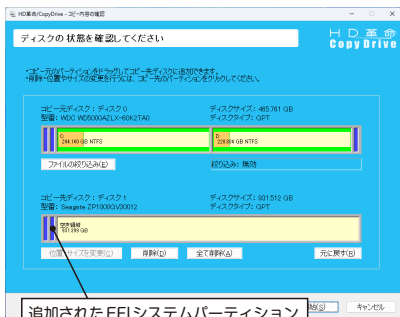 HD革命/CopyDrive - コピー内容の確認
ディスクの状態を確認してください
HD革命
CopyDrive
・コピー元のパーティションをドラッグしてコピー先ディスクに追加できます。
・削除・位置やサイズの変更を行うには、コピー先のパーティションをクリックしてください。
コピー元ディスク:ディスク 0
型番: WDC WD5000AZLX-60K2TA0
ディスクサイズ: 465.761 GB
ディスクタイプ: GPT
C:
D:
NTFS
NTFS
ファイルの絞り込み(E)
絞り込み: 無効
コピー先ディスク:ディスク 1
型番: Seagate ZP1000GV30012
ディスクサイズ: 931.512 GB
ディスクタイプ: GPT
空き領域
931.399 GB
位置・サイズを変更(C)
削除(D)
全て削除(A)
元に戻す(B)
(S)
キャンセル
追加されたEFIシステムパーティション